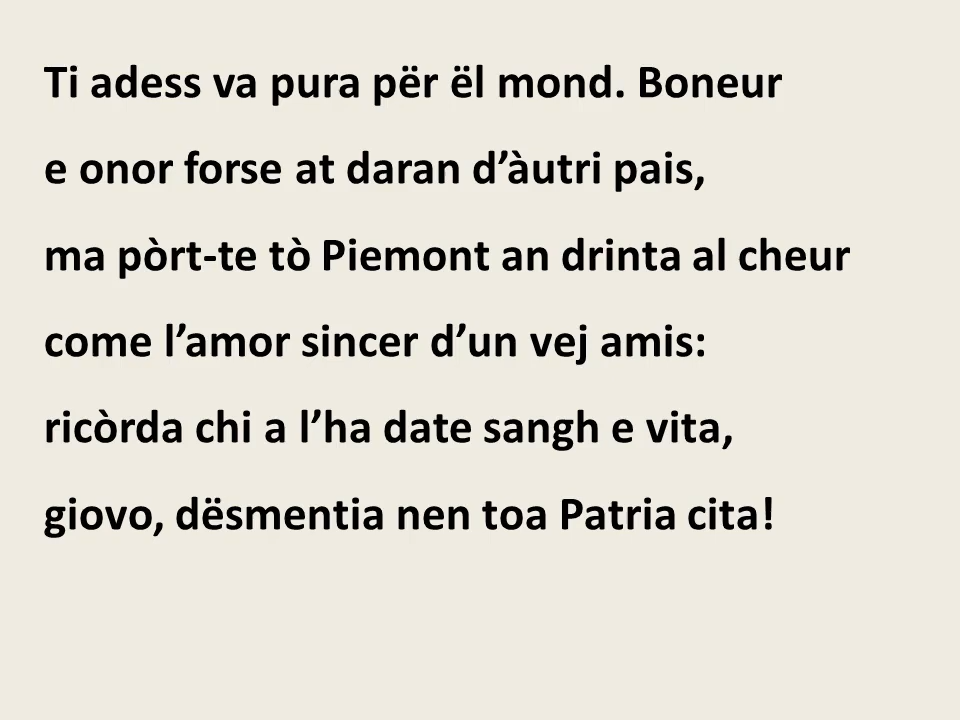 Ti adess va pura për ël mond. Boneur
e onor forse at daran d’àutri pais,
ma pòrt-te tò Piemont an drinta al cheur
come l’amor sincer d’un vej amis:
ricòrda chi a l’ha date sangh e vita,
giovo, dësmentia nen toa Patria cita!